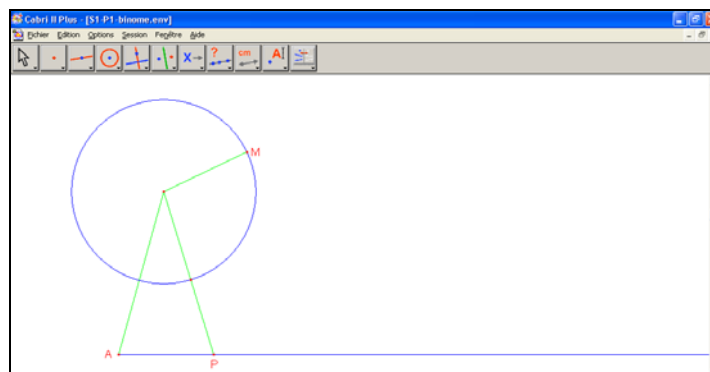 Cabri II Plus - [S1-P1-binome.env]
Fichier Edition Options Session Fenêtre Aide
X→ ? cm A
M
A
P